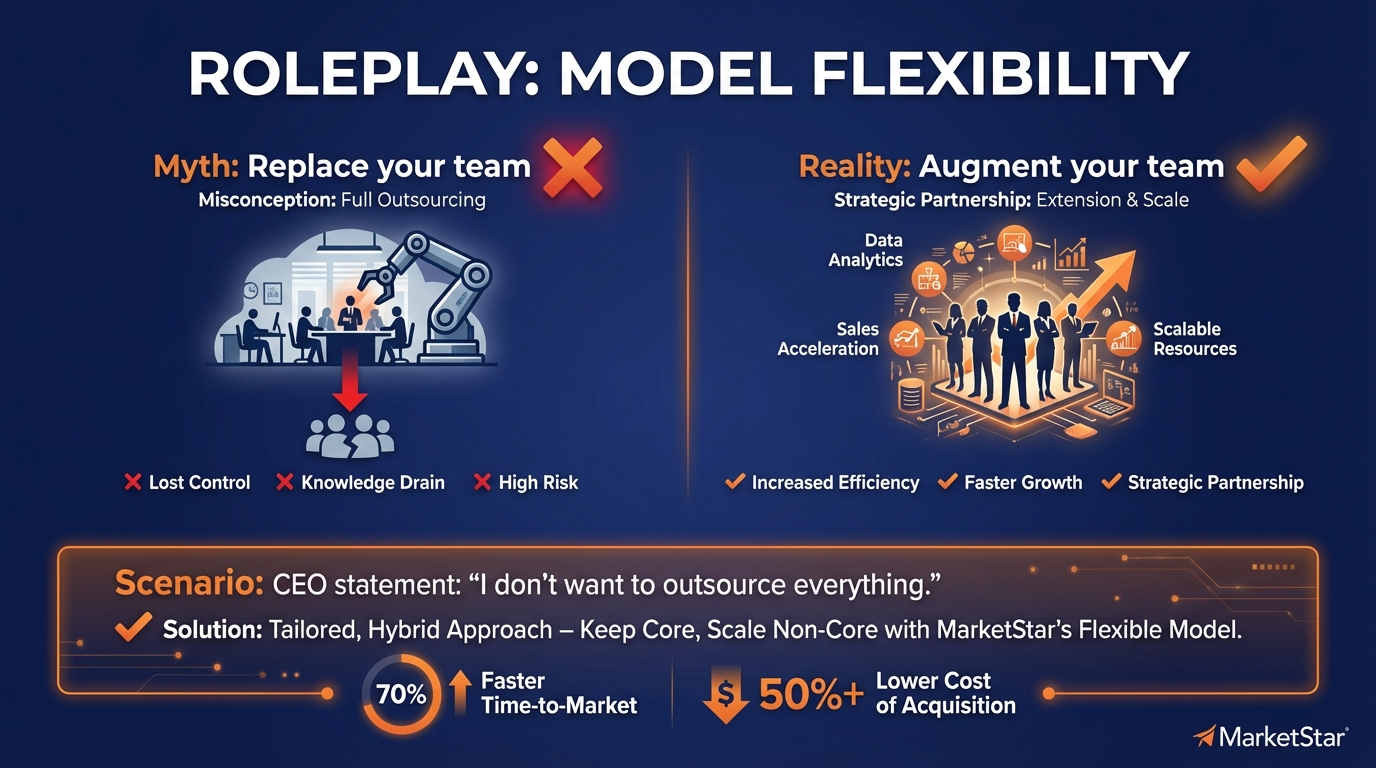 ROLEPLAY: MODEL FLEXIBILITY
Myth: Replace your team
Misconception: Full Outsourcing
Lost Control
Knowledge Drain
High Risk
Reality: Augment your team
Strategic Partnership: Extension & Scale
Data
Analytics
Sales
Acceleration
Scalable
Resources
Increased Efficiency
Faster Growth
Strategic Partnership
Scenario: CEO statement: “I don’t want to outsource everything.”
Solution: Tailored, Hybrid Approach – Keep Core, Scale Non-Core with MarketStar’s Flexible Model.
70%
Faster
Time-to-Market
$
50%+
Lower Cost
of Acquisition
MarketStar